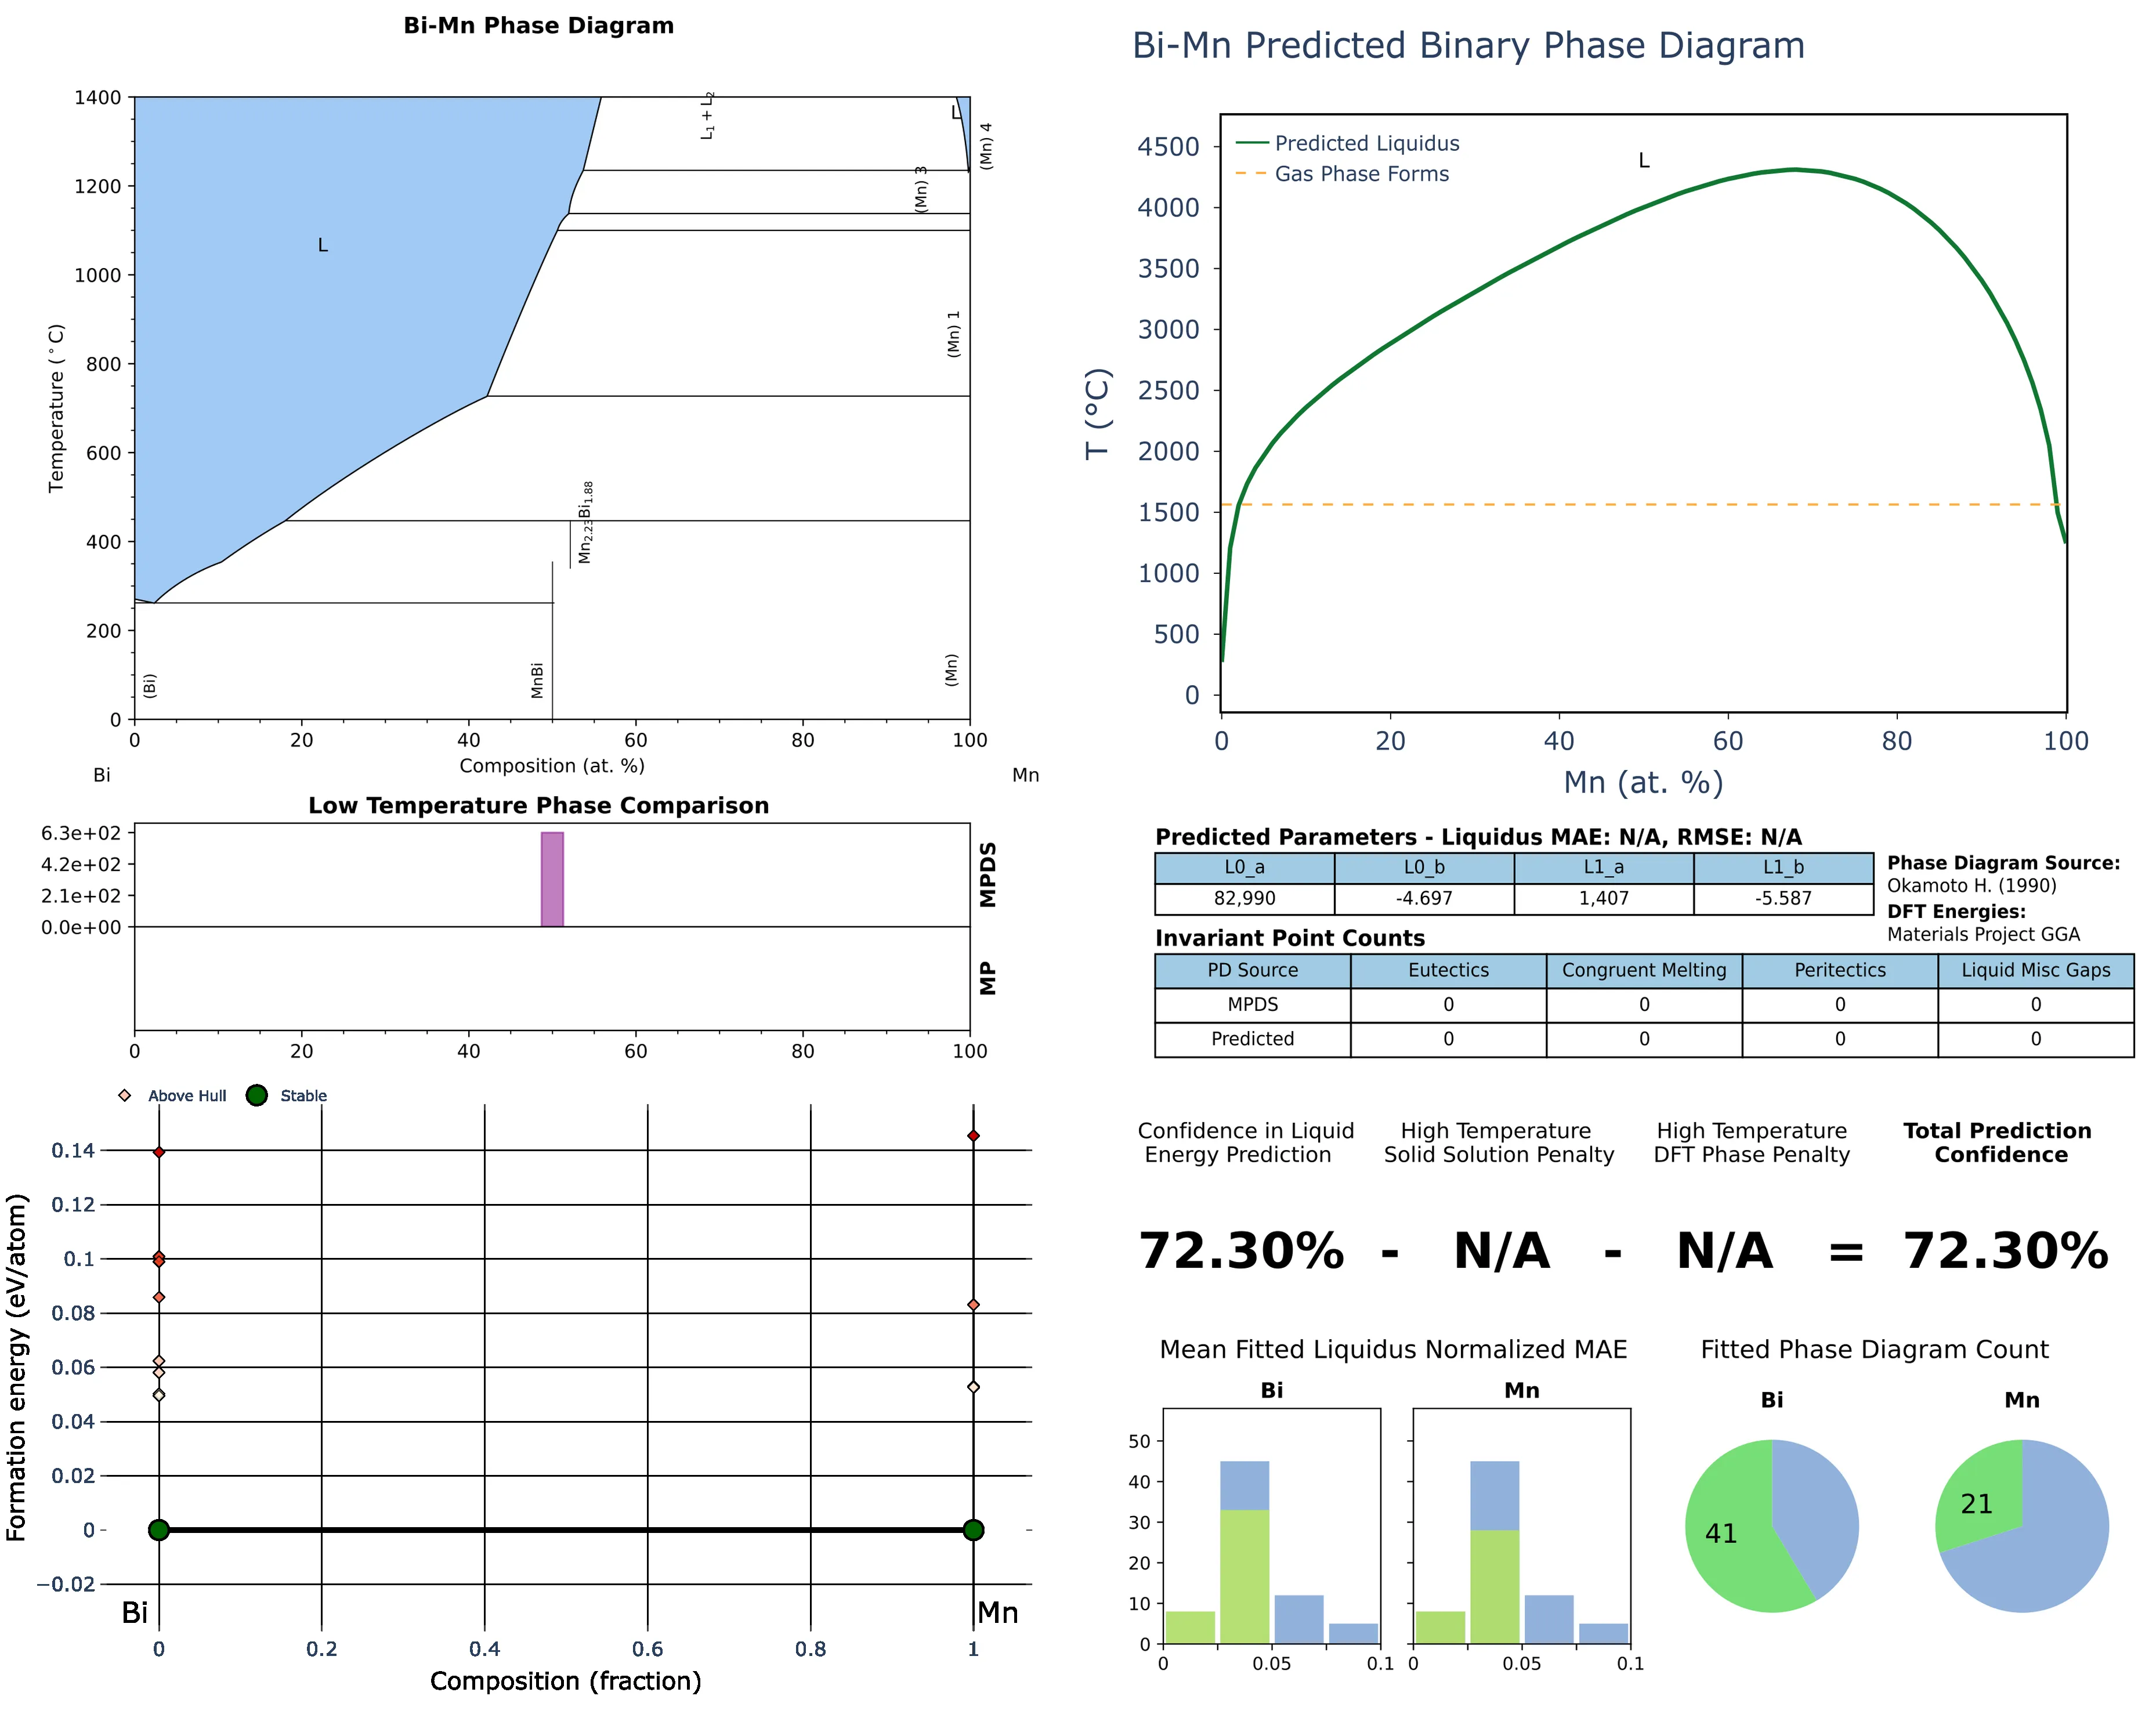 Bi-Mn Phase Diagram
1400
1200
1000
800
600
400
200
0
Temperature (°C)
L
L₁ + L₂
L
(Mn) 4
(Mn) 3
(Mn) 1
Mn₂.₂₃Bi₁.₈₈
MnBi
(Bi)
(Mn)
0 20 40 60 80 100
Composition (at. %)
Bi Mn
Low Temperature Phase Comparison
6.3e+02
4.2e+02
2.1e+02
0.0e+00
MPDS
MP
0 20 40 60 80 100
Above Hull Stable
0.14
0.12
0.1
0.08
0.06
0.04
0.02
0
−0.02
Formation energy (eV/atom)
Bi Mn
0 0.2 0.4 0.6 0.8 1
Composition (fraction)
Bi-Mn Predicted Binary Phase Diagram
Predicted Liquidus
Gas Phase Forms
L
4500
4000
3500
3000
2500
2000
1500
1000
500
0
T (°C)
0 20 40 60 80 100
Mn (at. %)
Predicted Parameters - Liquidus MAE: N/A, RMSE: N/A
L0_a L0_b L1_a L1_b
82,990 -4.697 1,407 -5.587
Phase Diagram Source:
Okamoto H. (1990)
DFT Energies:
Materials Project GGA
Invariant Point Counts
PD Source Eutectics Congruent Melting Peritectics Liquid Misc Gaps
MPDS 0 0 0 0
Predicted 0 0 0 0
Confidence in Liquid
Energy Prediction
High Temperature
Solid Solution Penalty
High Temperature
DFT Phase Penalty
Total Prediction
Confidence
72.30% - N/A - N/A = 72.30%
Mean Fitted Liquidus Normalized MAE
Bi Mn
50
40
30
20
10
0
0 0.05 0.1 0 0.05 0.1
Fitted Phase Diagram Count
Bi Mn
41 21